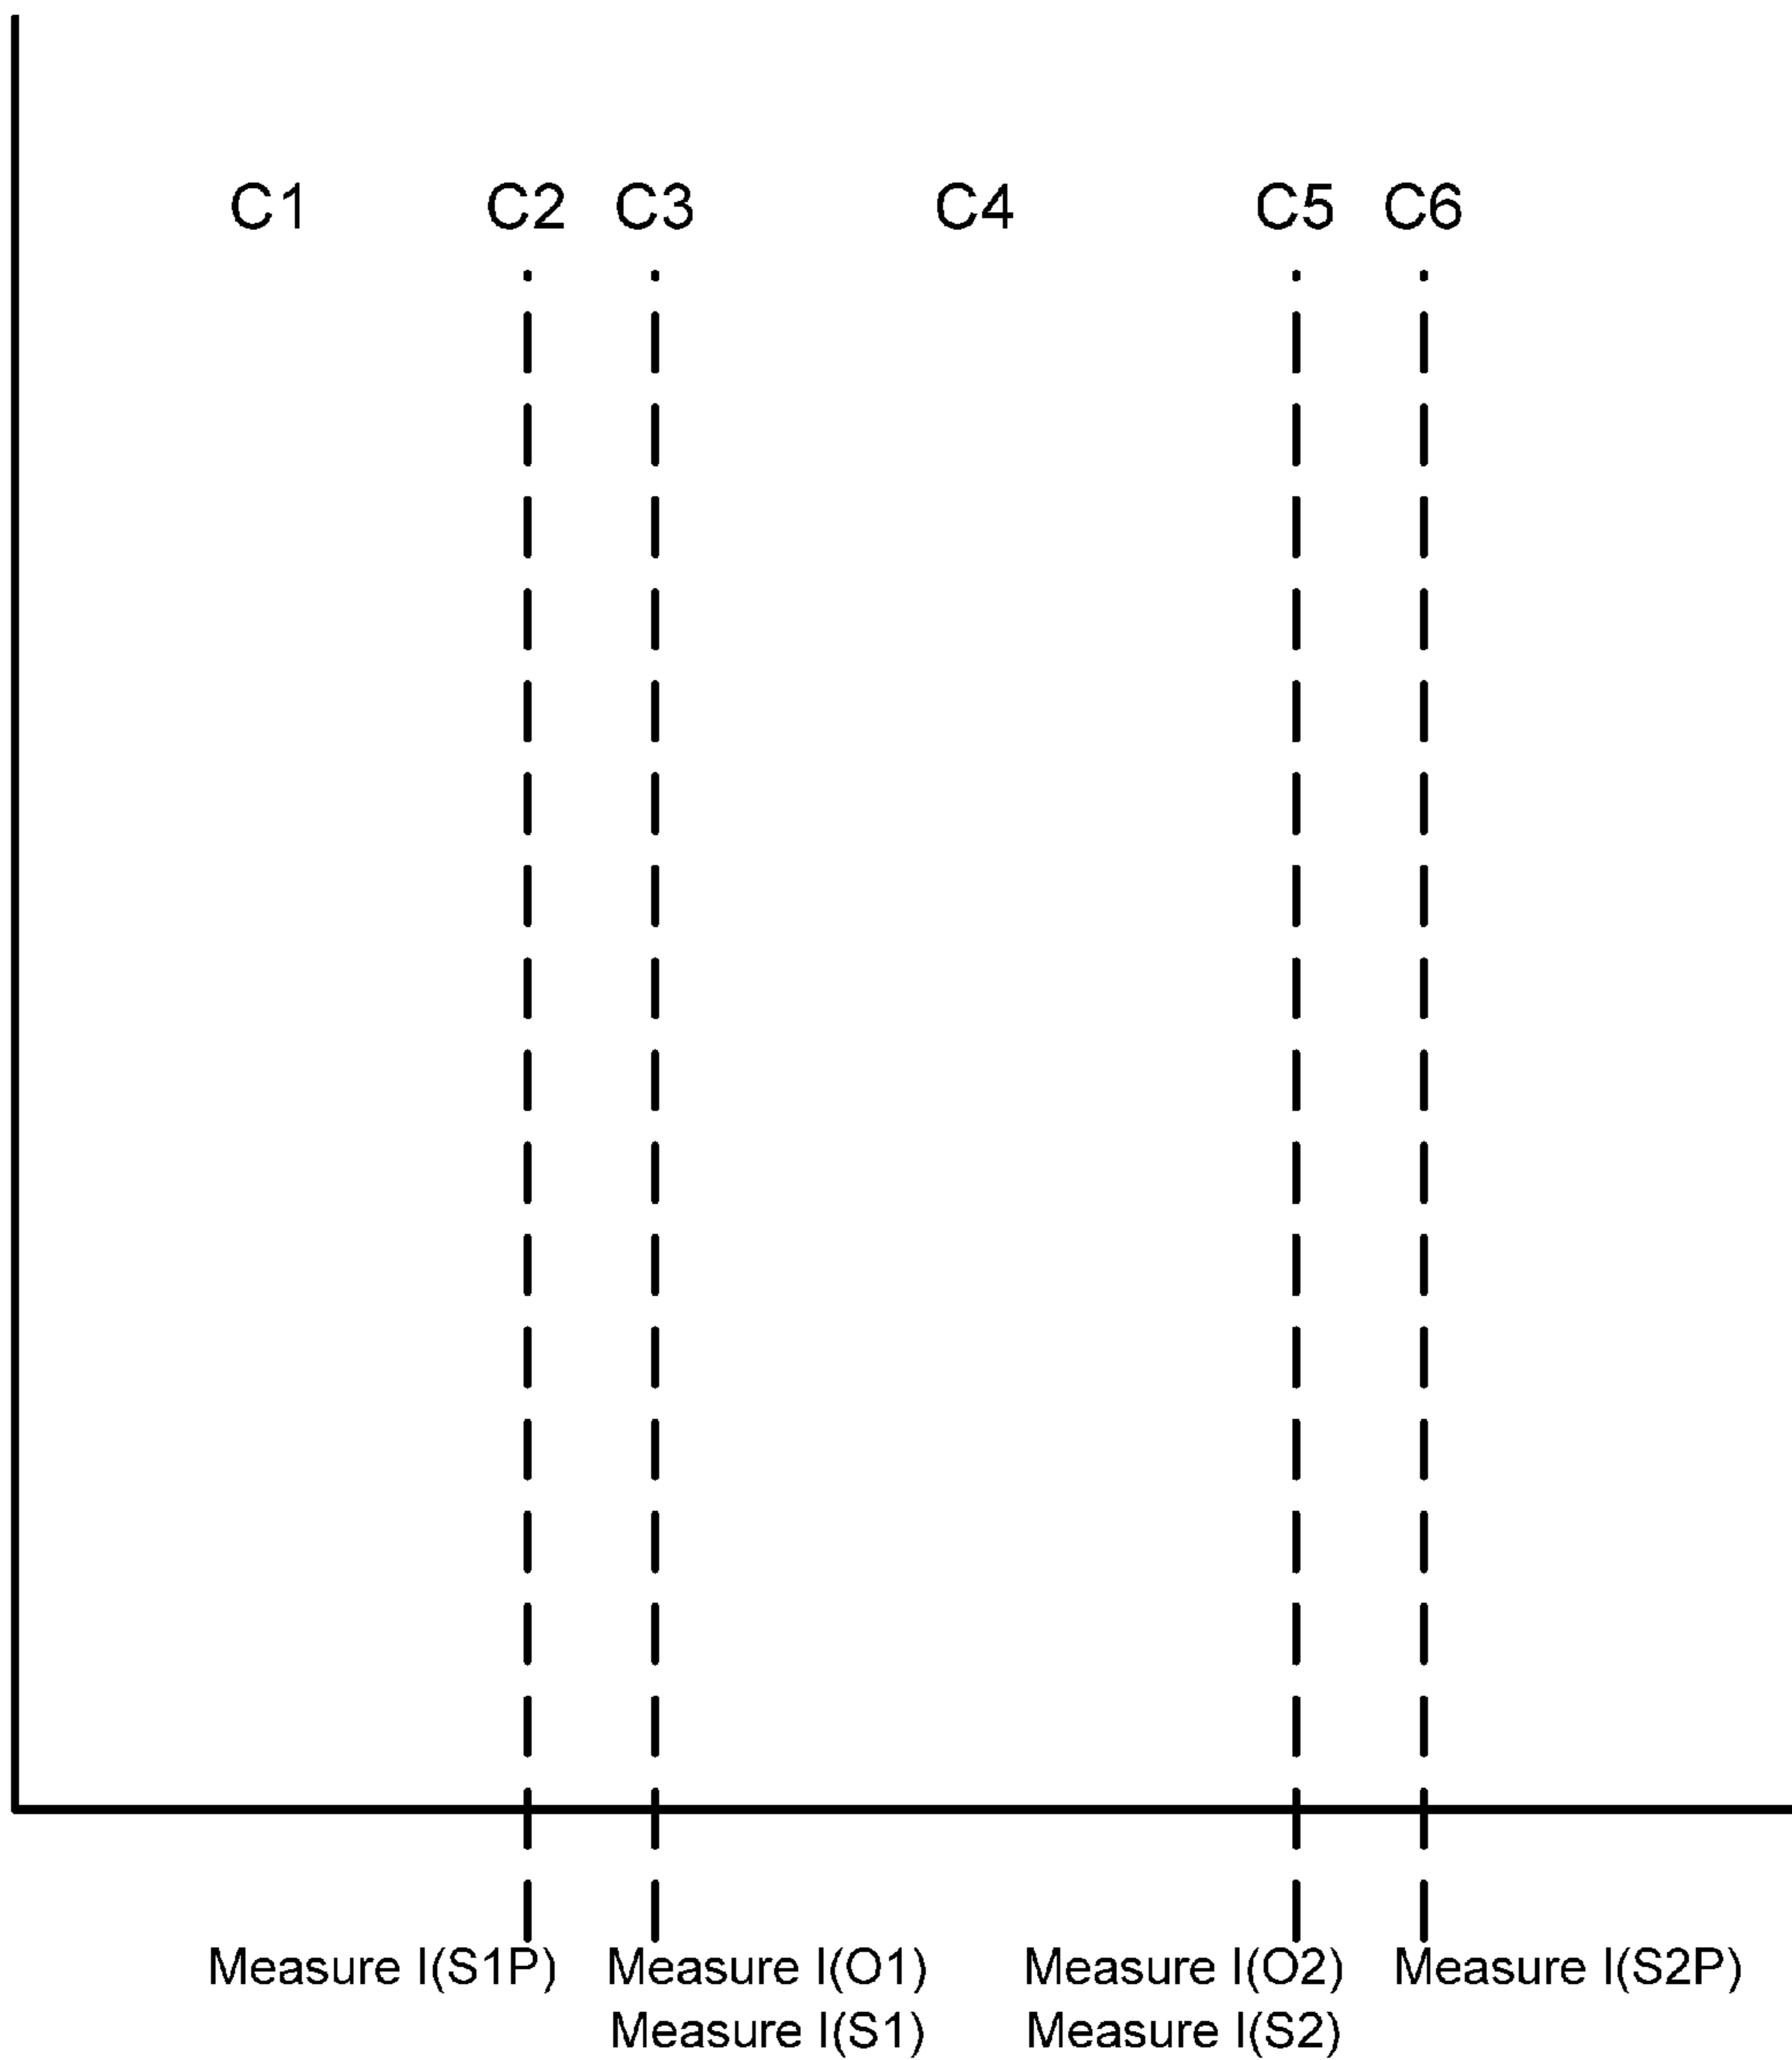 C1 C2 C3 C4 C5 C6
Measure I(S1P) Measure I(O1) Measure I(O2) Measure I(S2P)
Measure I(S1) Measure I(S2)